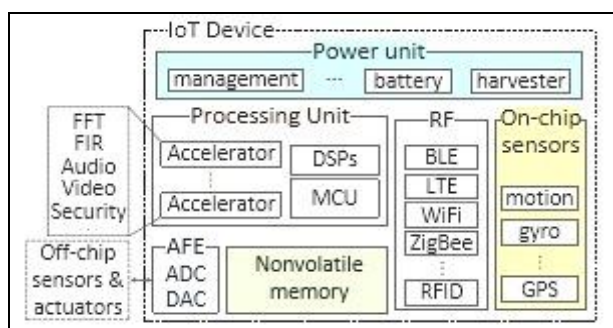 IoT Device
Power unit
management ... battery harvester
Processing Unit
Accelerator
DSPs
Accelerator
MCU
FFT
FIR
Audio
Video
Security
RF
BLE
LTE
WiFi
ZigBee
RFID
On-chip
sensors
motion
gyro
GPS
Off-chip
sensors &
actuators
AFE
ADC
DAC
Nonvolatile
memory